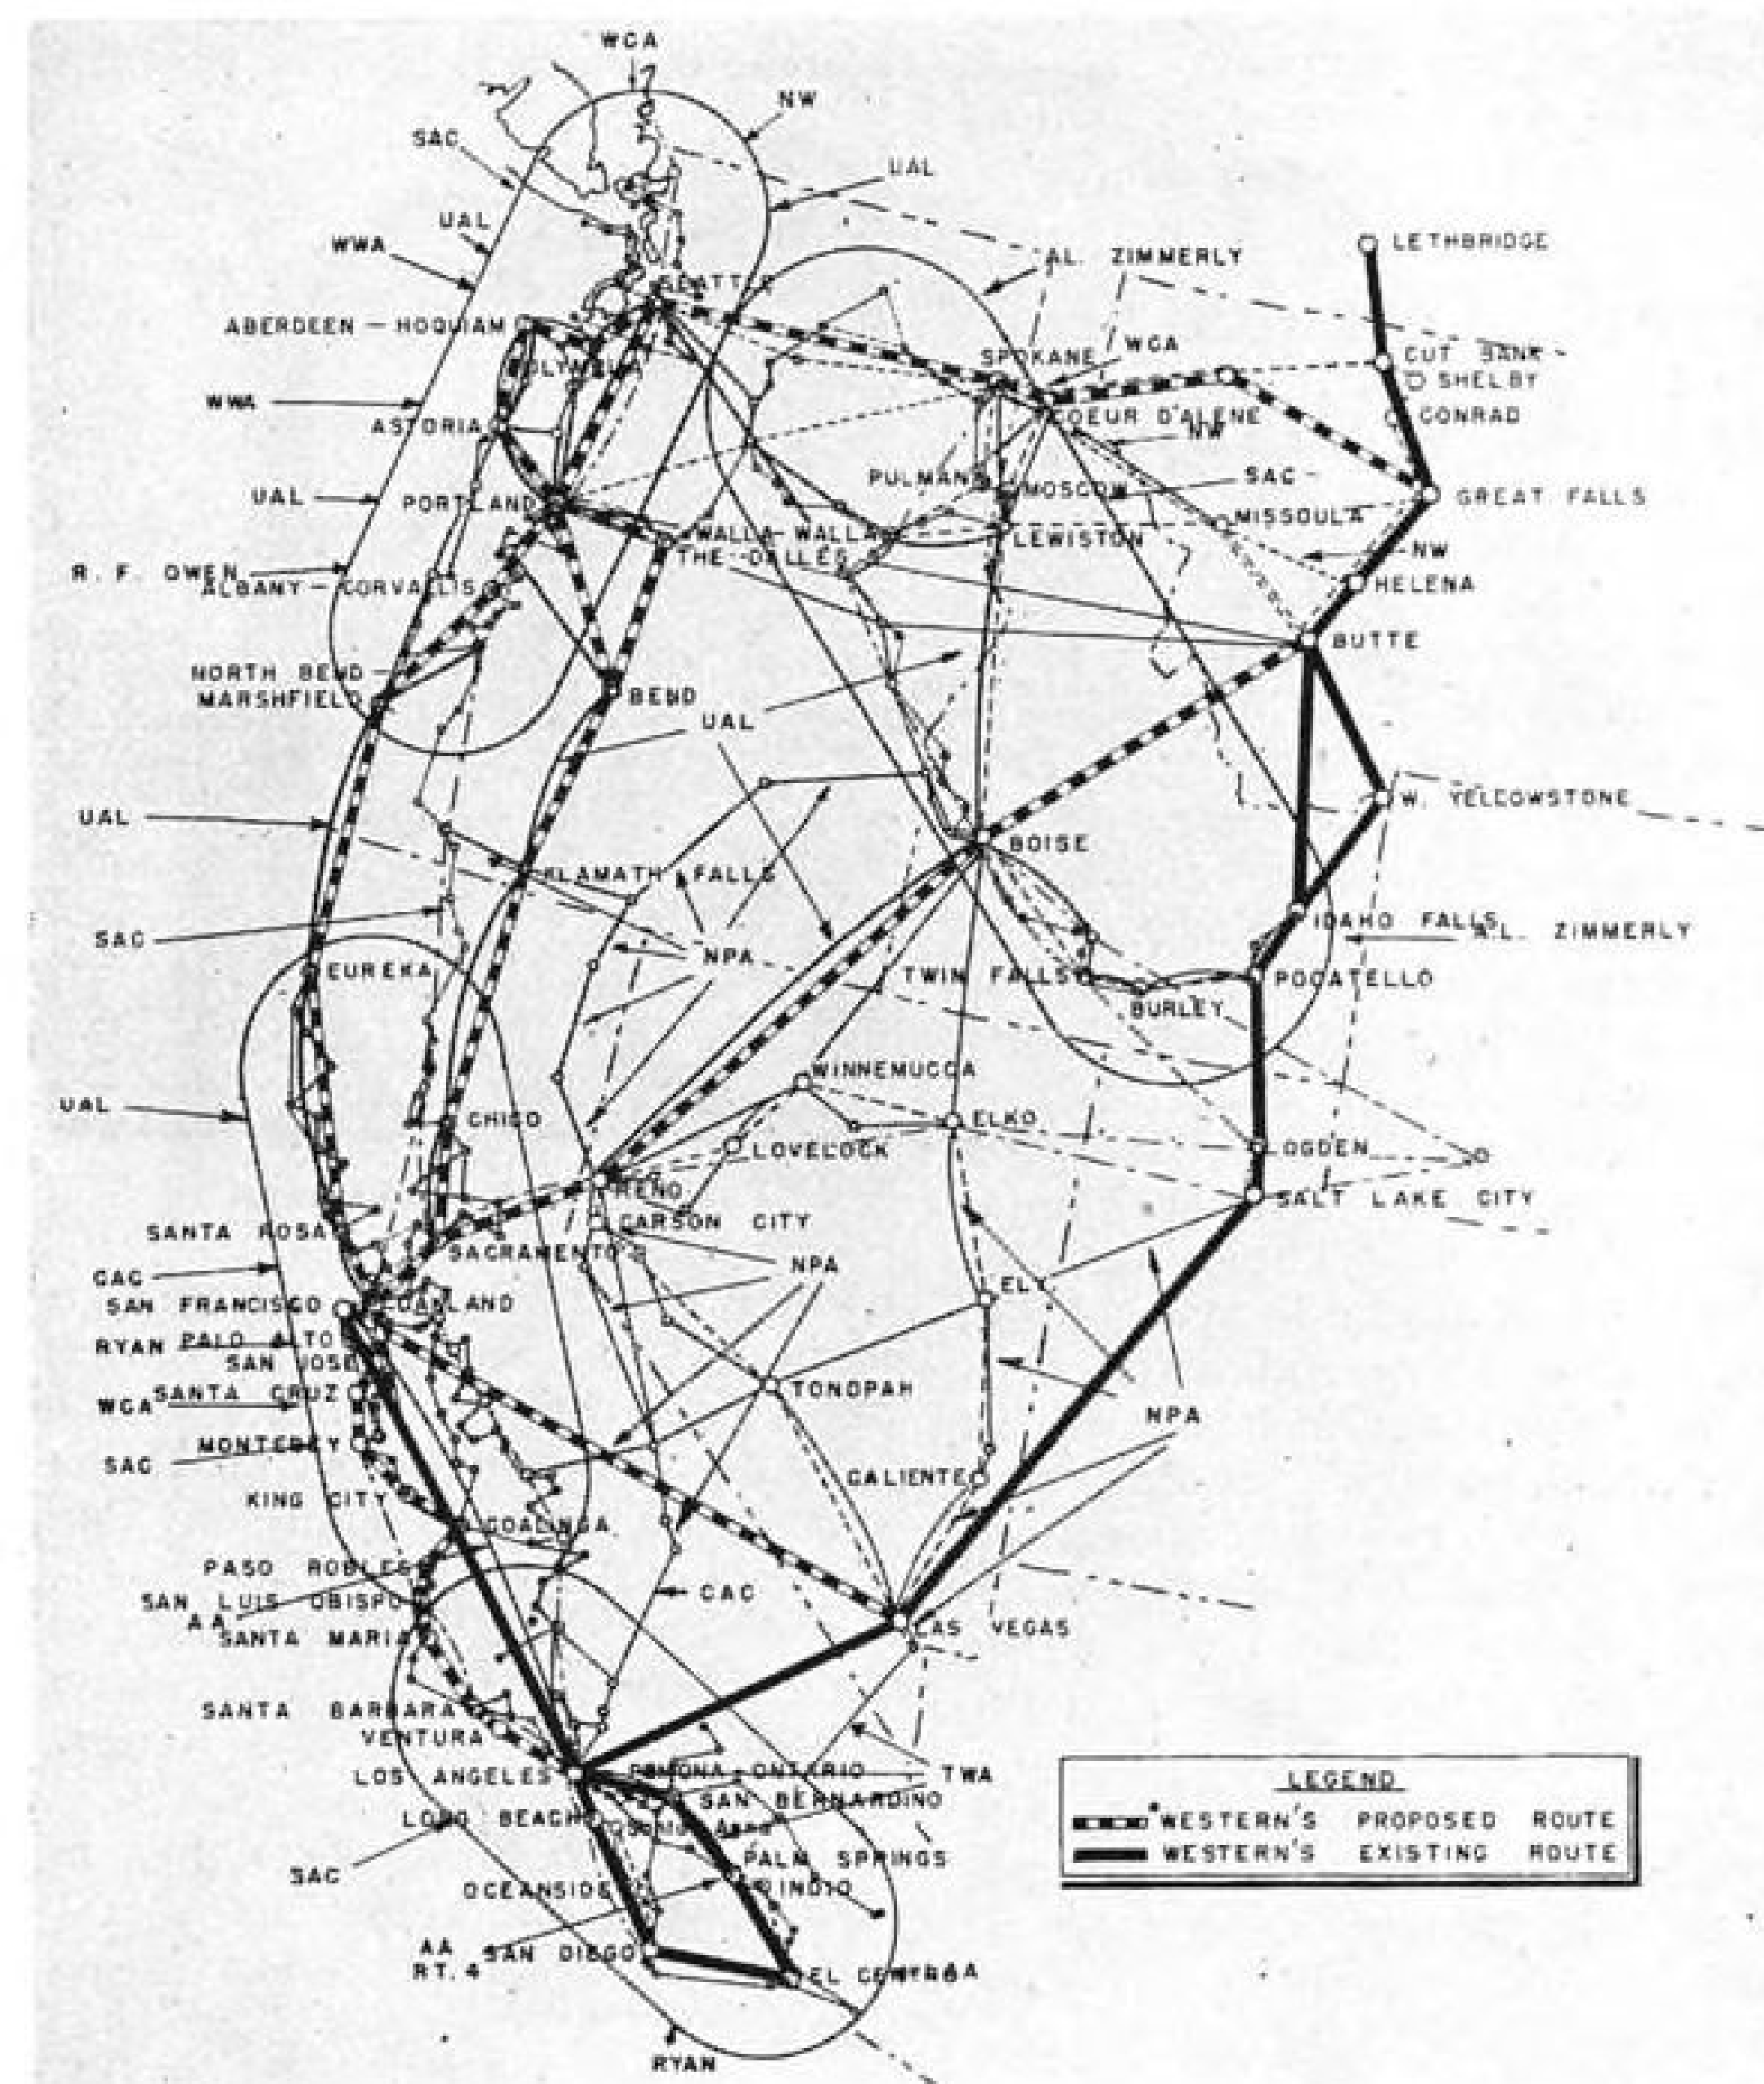 WCA
NW
SAC
UAL
UAL
WWA
LETHBRIDGE
AL. ZIMMERLY
SEATTLE
ABERDEEN - HOQUIAM
WCA
SPOKANE
CUT BANK
SHELBY
OLYMPIA
WWA
COEUR D'ALENE
CONRAD
ASTORIA
NW
PULMAN
SAC
UAL
PORTLAND
MOSCOW
GREAT FALLS
MISSOULA
WALLA-WALLA
LEWISTON
THE DALLES
NW
R. F. OWEN
ALBANY - CORVALLIS
HELENA
BUTTE
NORTH BEND
MARSHFIELD
BEND
UAL
W. YELLOWSTONE
UAL
BOISE
KLAMATH FALLS
IDAHO FALLS
A.L. ZIMMERLY
SAC
NPA
EUREKA
TWIN FALLS
POCATELLO
BURLEY
WINNEMUCCA
UAL
CHICO
ELKO
LOVELOCK
OGDEN
RENO
SALT LAKE CITY
CARSON CITY
SANTA ROSA
SACRAMENTO
NPA
CAC
ELY
SAN FRANCISCO
OAKLAND
RYAN
PALO ALTO
SAN JOSE
SANTA CRUZ
TONOPAH
WCA
NPA
MONTEREY
SAC
CALIENTE
KING CITY
COALINGA
PASO ROBLES
CAC
SAN LUIS OBISPO
AA
SANTA MARIA
LAS VEGAS
SANTA BARBARA
VENTURA
LOS ANGELES
POMONA - ONTARIO
TWA
SAN BERNARDINO
LONG BEACH
Santa Ana
PALM SPRINGS
SAC
OCEANSIDE
INDIO
AA
RT. 4
SAN DIEGO
EL CENTRO
AA
RYAN
LEGEND
WESTERN'S PROPOSED ROUTE
WESTERN'S EXISTING ROUTE